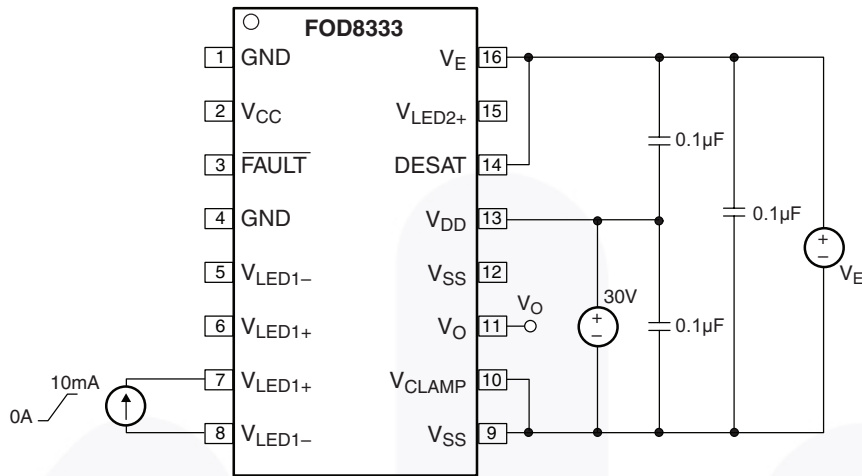 FOD8333
1 GND
2 VCC
3 FAULT
4 GND
5 VLED1–
6 VLED1+
7 VLED1+
8 VLED1–
VE 16
VLED2+ 15
DESAT 14
VDD 13
VSS 12
VO 11
VCLAMP 10
VSS 9
0A
10mA
VO
30V
+
–
0.1µF
0.1µF
0.1µF
+
–
VE